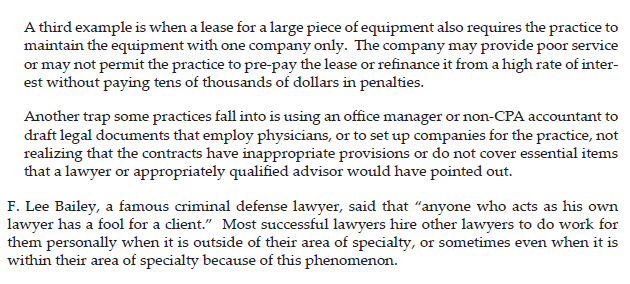 A third example is when a lease for a large piece of equipment also requires the practice to
maintain the equipment with one company only.  The company may provide poor service
or may not permit the practice to pre-pay the lease or refinance it from a high rate of inter-
est without paying tens of thousands of dollars in penalties.
Another trap some practices fall into is using an office manager or non-CPA accountant to
draft legal documents that employ physicians, or to set up companies for the practice, not
realizing that the contracts have inappropriate provisions or do not cover essential items
that a lawyer or appropriately qualified advisor would have pointed out.
F. Lee Bailey, a famous criminal defense lawyer, said that “anyone who acts as his own
lawyer has a fool for a client.”  Most successful lawyers hire other lawyers to do work for
them personally when it is outside of their area of specialty, or sometimes even when it is
within their area of specialty because of this phenomenon.